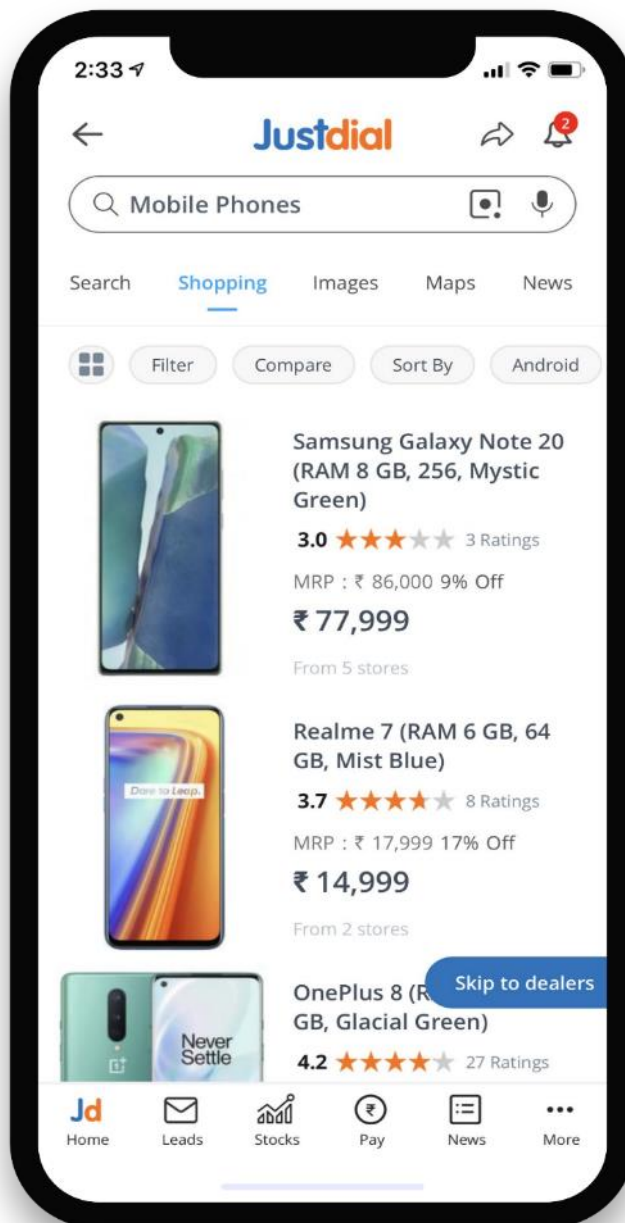 2:33
Justdial
2
Mobile Phones
Search Shopping Images Maps News
Filter Compare Sort By Android
Samsung Galaxy Note 20
(RAM 8 GB, 256, Mystic
Green)
3.0 3 Ratings
MRP : ₹ 86,000 9% Off
₹ 77,999
From 5 stores
Dare to Leap.
Realme 7 (RAM 6 GB, 64
GB, Mist Blue)
3.7 8 Ratings
MRP : ₹ 17,999 17% Off
₹ 14,999
From 2 stores
Never
Settle
OnePlus 8 (R
Skip to dealers
GB, Glacial Green)
4.2 27 Ratings
Jd
Home Leads Stocks Pay News More